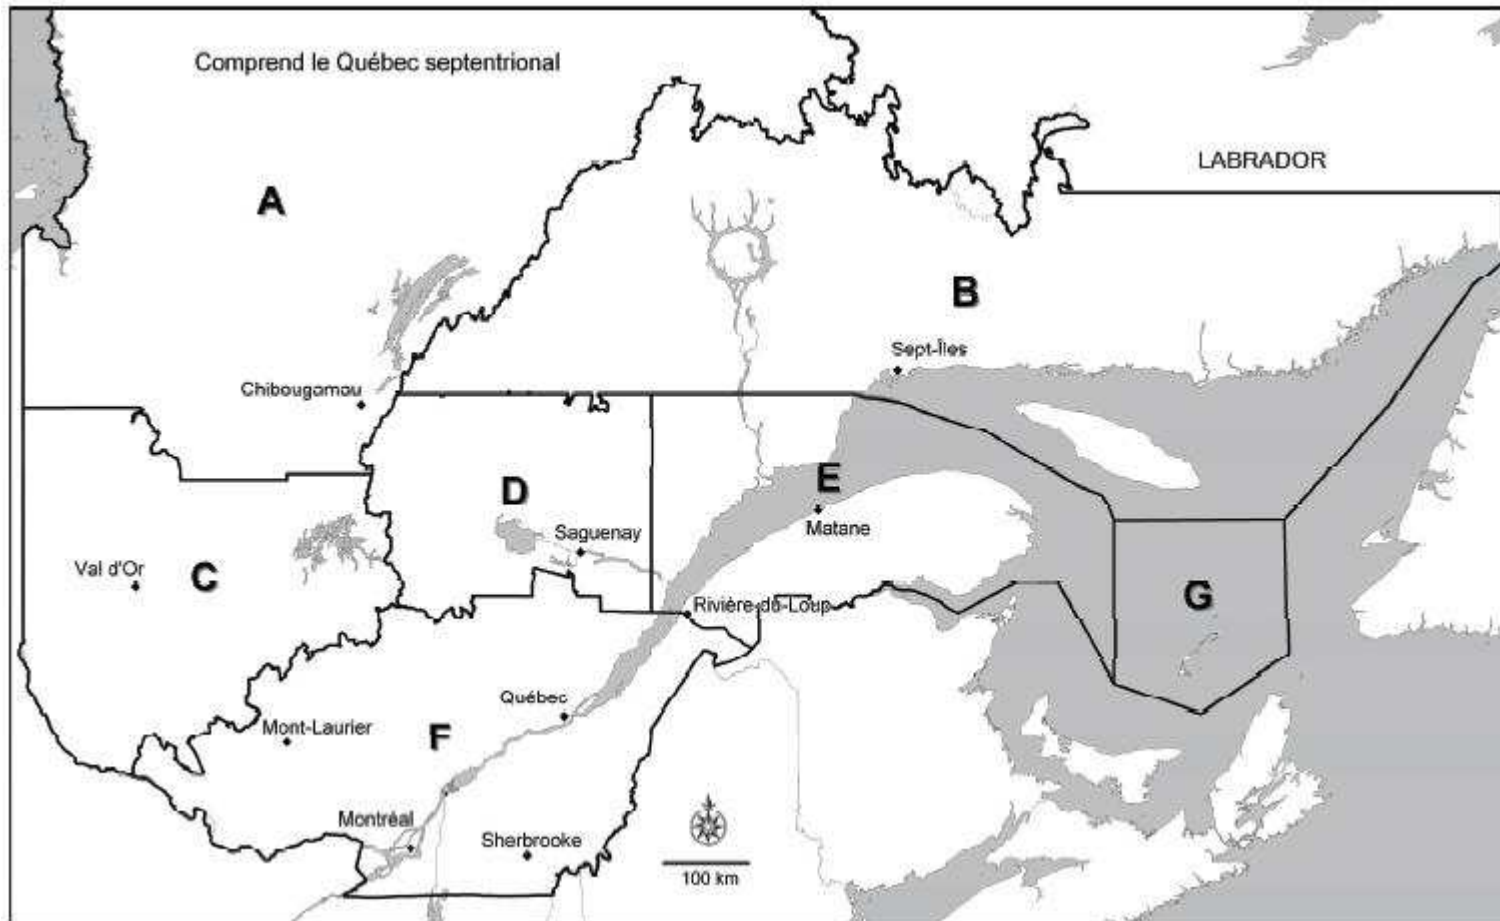 Comprend le Québec septentrional
LABRADOR
A
B
Sept-Îles
Chibougamau
D
E
Saguenay
Matane
Val d'Or
C
G
Rivière-du-Loup
Québec
Mont-Laurier
F
Montréal
Sherbrooke
100 km